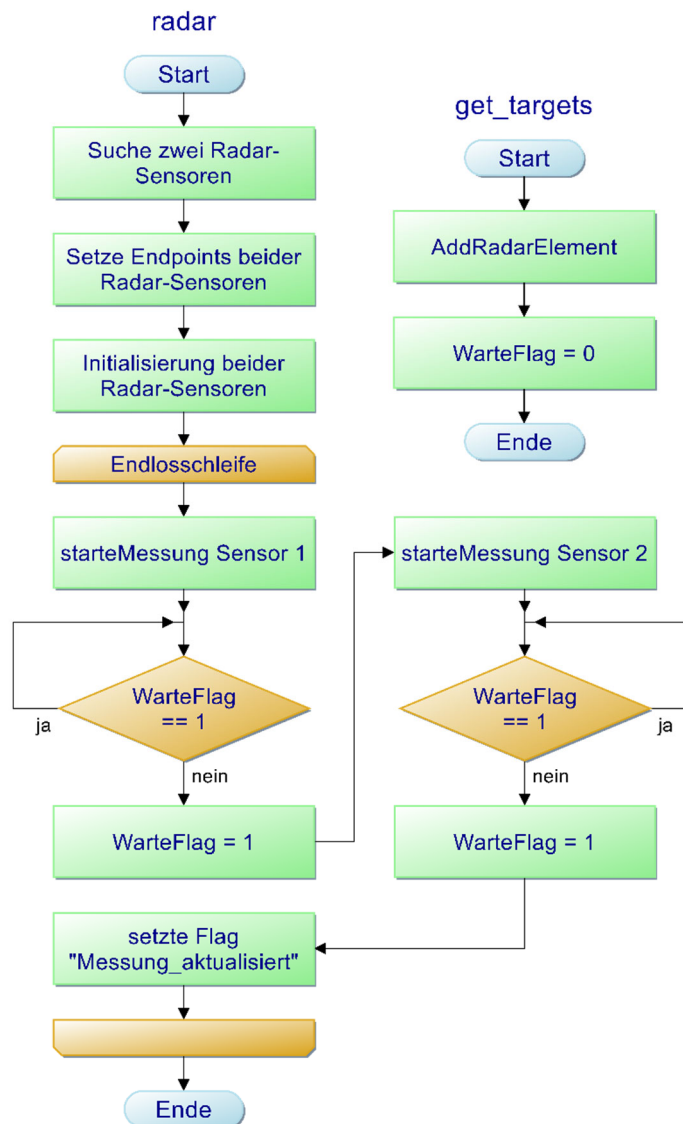 radar
Start
Suche zwei Radar-
Sensoren
Setze Endpoints beider
Radar-Sensoren
Initialisierung beider
Radar-Sensoren
Endlosschleife
starteMessung Sensor 1
WarteFlag
== 1
ja
nein
WarteFlag = 1
get_targets
Start
AddRadarElement
WarteFlag = 0
Ende
starteMessung Sensor 2
WarteFlag
== 1
ja
nein
WarteFlag = 1
setzte Flag
"Messung_aktualisiert"
Ende